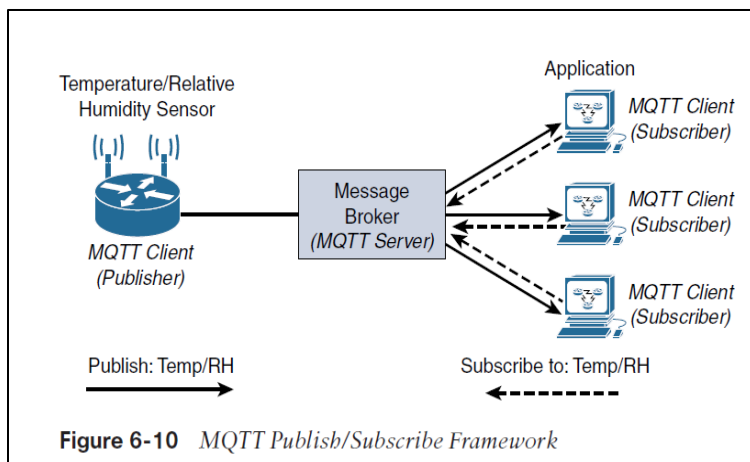 Temperature/Relative
Humidity Sensor
MQTT Client
(Publisher)
Message
Broker
(MQTT Server)
Application
MQTT Client
(Subscriber)
MQTT Client
(Subscriber)
MQTT Client
(Subscriber)
Publish: Temp/RH
Subscribe to: Temp/RH
Figure 6-10 MQTT Publish/Subscribe Framework